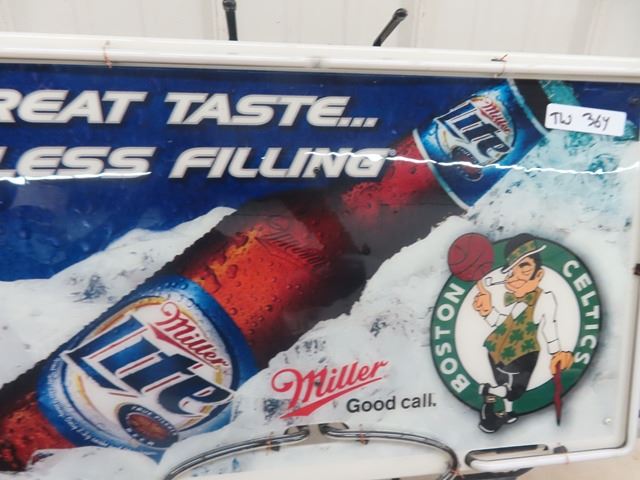 REAT TASTE...
LESS FILLING
Miller
Lite
TW 364
Miller
Lite
Miller
Good call.
BOSTON
CELTICS